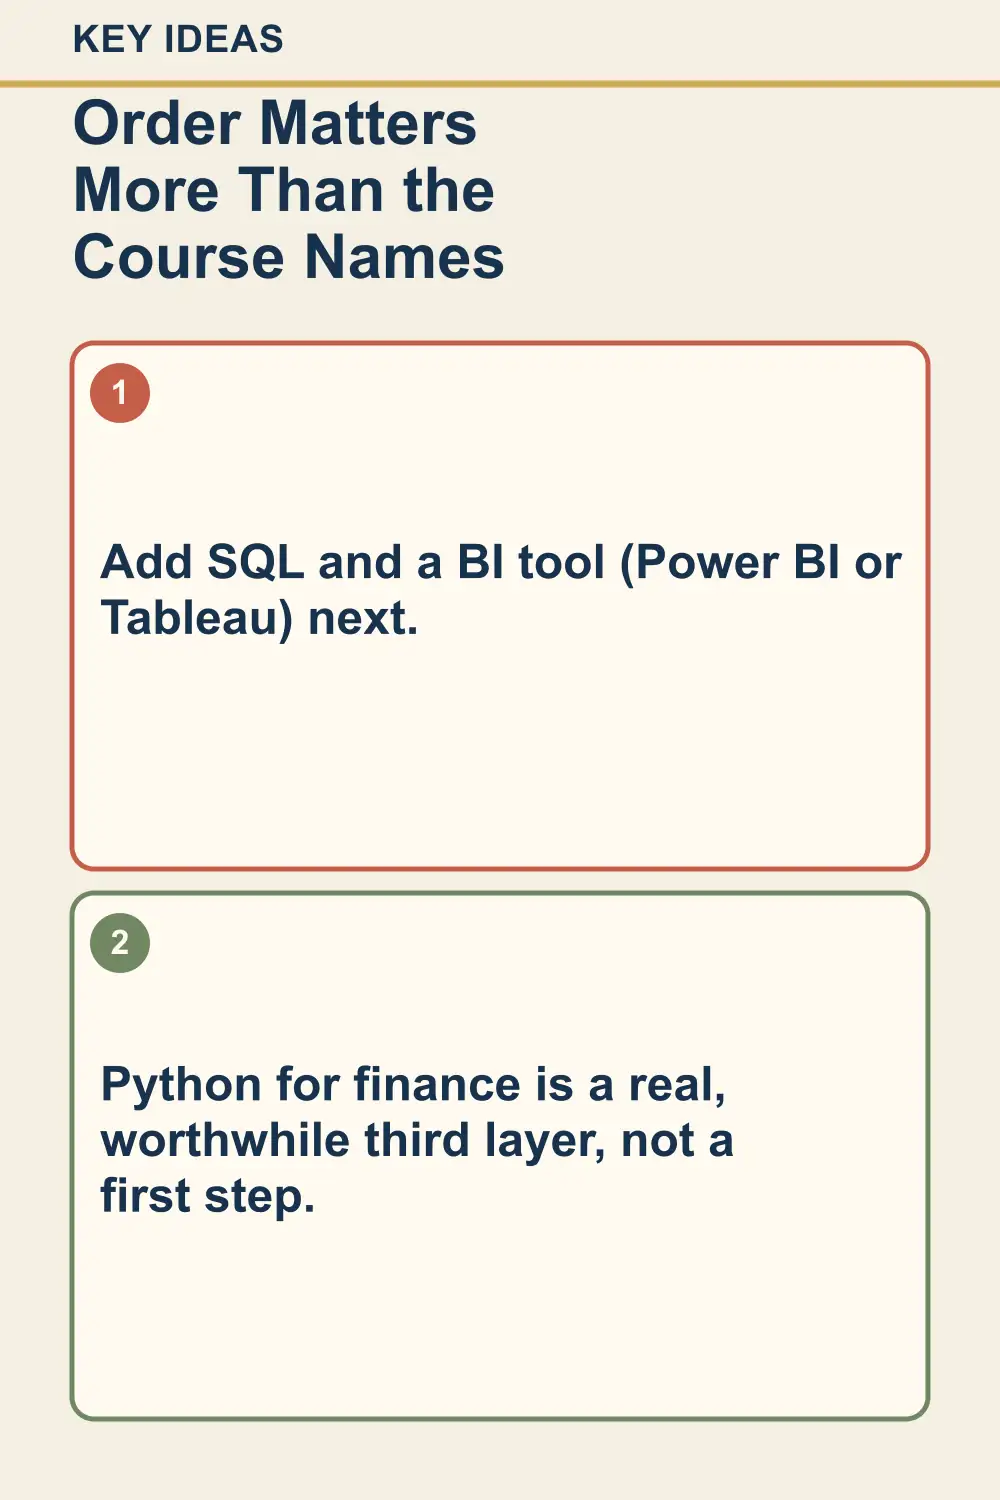 KEY IDEAS
Order Matters
More Than the
Course Names
1
Add SQL and a BI tool (Power BI or
Tableau) next.
2
Python for finance is a real,
worthwhile third layer, not a
first step.